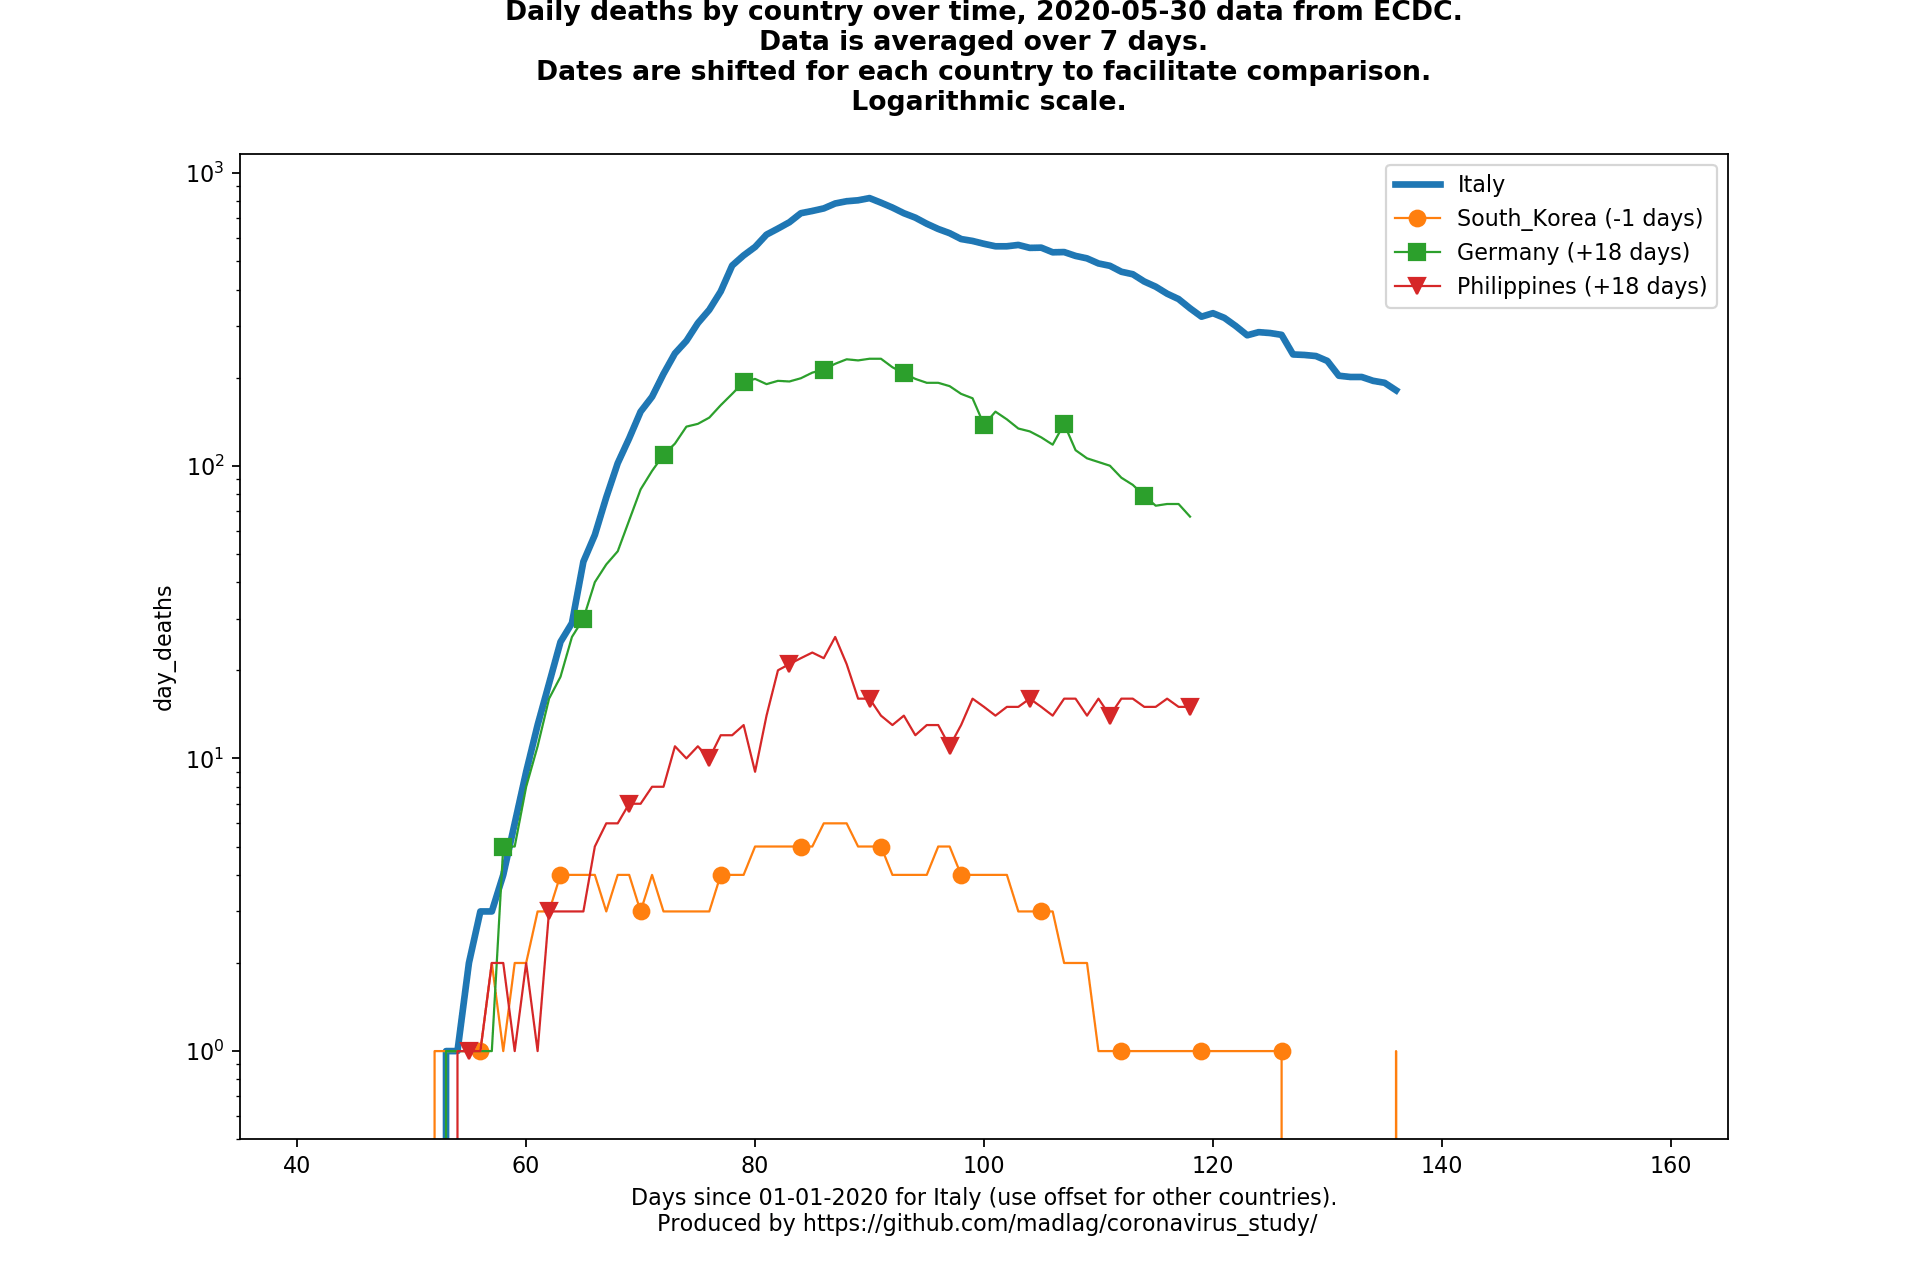 Daily deaths by country over time, 2020-05-30 data from ECDC.
Data is averaged over 7 days.
Dates are shifted for each country to facilitate comparison.
Logarithmic scale.
10³
10²
10¹
10⁰
day_deaths
Italy
South_Korea (-1 days)
Germany (+18 days)
Philippines (+18 days)
40 60 80 100 120 140 160
Days since 01-01-2020 for Italy (use offset for other countries).
Produced by https://github.com/madlag/coronavirus_study/